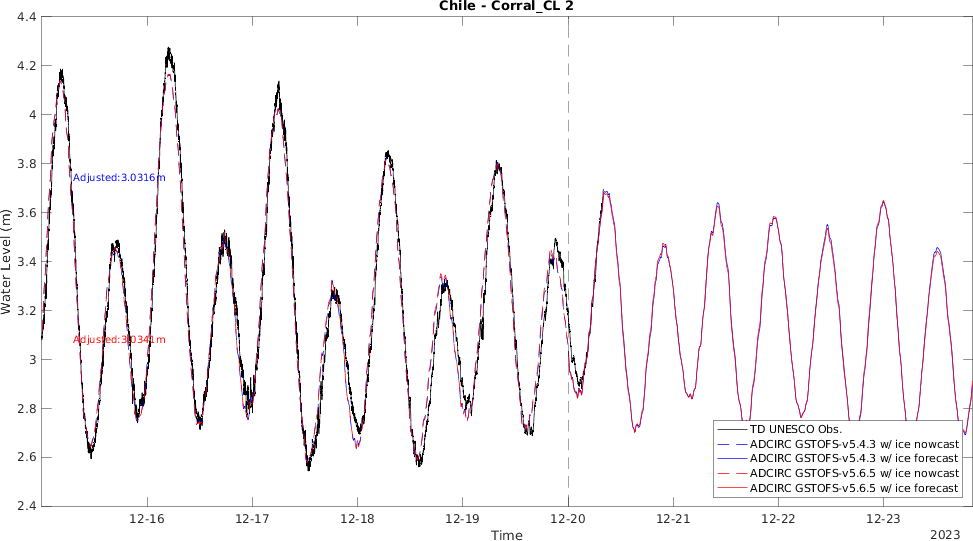 Chile - Corral_CL 2
4.4
4.2
4
3.8
3.6
3.4
3.2
3
2.8
2.6
2.4
Water Level (m)
Adjusted:3.0316m
Adjusted:3.0341m
TD UNESCO Obs.
ADCIRC GSTOFS-v5.4.3 w/ ice nowcast
ADCIRC GSTOFS-v5.4.3 w/ ice forecast
ADCIRC GSTOFS-v5.6.5 w/ ice nowcast
ADCIRC GSTOFS-v5.6.5 w/ ice forecast
12-16 12-17 12-18 12-19 12-20 12-21 12-22 12-23
Time
2023